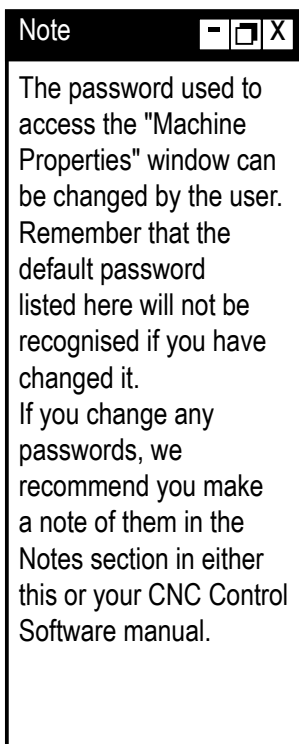 Note - X
The password used to
access the "Machine
Properties" window can
be changed by the user.
Remember that the
default password
listed here will not be
recognised if you have
changed it.
If you change any
passwords, we
recommend you make
a note of them in the
Notes section in either
this or your CNC Control
Software manual.